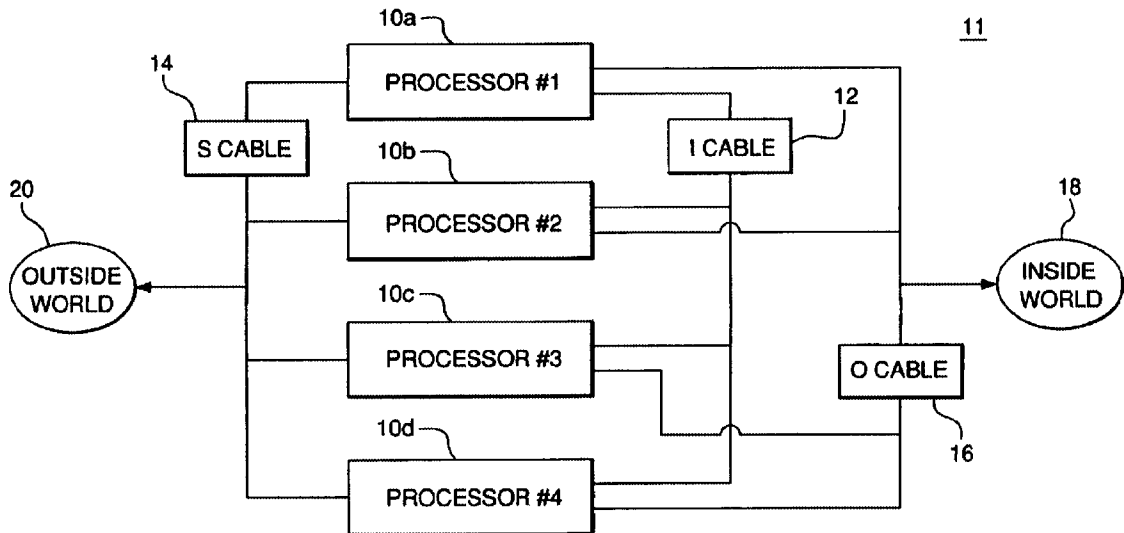 10a
11
PROCESSOR #1
14
12
S CABLE
I CABLE
10b
20
PROCESSOR #2
18
OUTSIDE
WORLD
INSIDE
WORLD
10c
PROCESSOR #3
O CABLE
10d
16
PROCESSOR #4